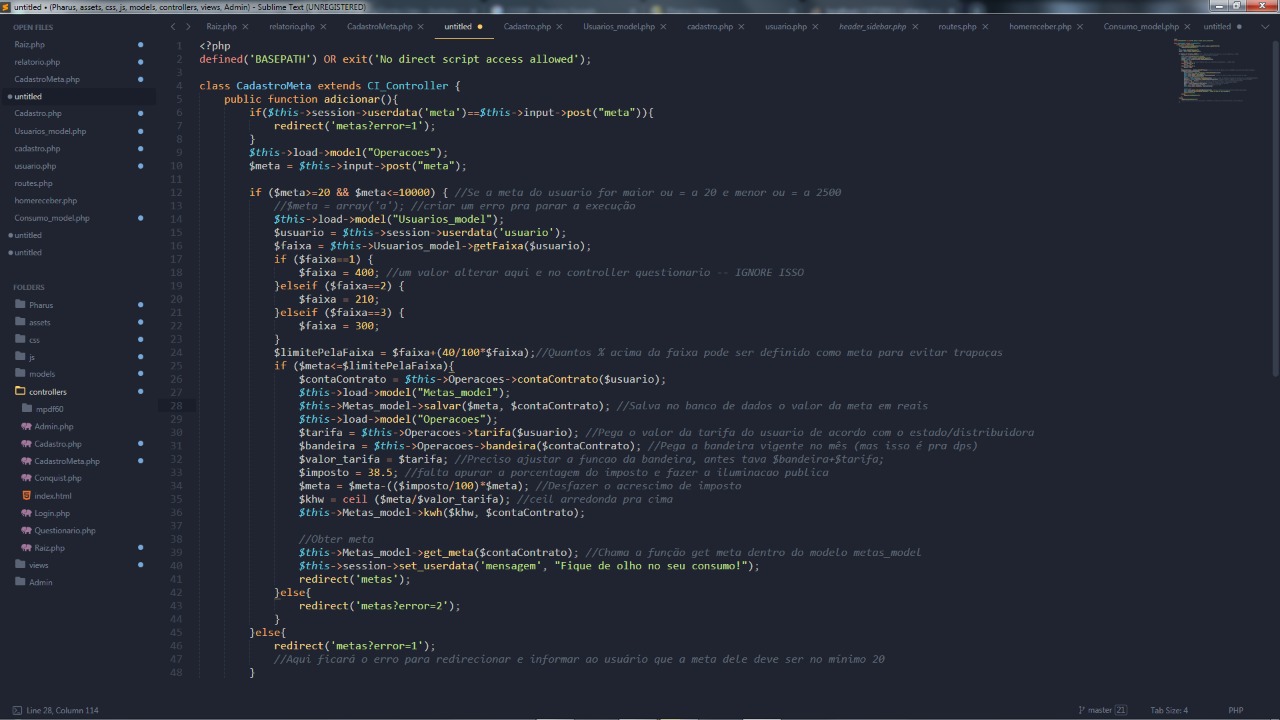 untitled • (Pharus, assets, css, js, models, controllers, views, Admin) - Sublime Text (UNREGISTERED)
OPEN FILES
Raiz.php
relatorio.php
CadastroMeta.php
untitled
Cadastro.php
Usuarios_model.php
cadastro.php
usuario.php
routes.php
homereceber.php
Consumo_model.php
untitled
untitled
FOLDERS
Pharus
assets
css
js
models
controllers
mpdf60
Admin.php
Cadastro.php
CadastroMeta.php
Conquist.php
index.html
Login.php
Questionario.php
Raiz.php
views
Admin
Raiz.php × relatorio.php × CadastroMeta.php × untitled Cadastro.php × Usuarios_model.php × cadastro.php × usuario.php × header_sidebar.php × routes.php × homereceber.php × Consumo_model.php × untitled
1 <?php
2 defined('BASEPATH') OR exit('No direct script access allowed');
3
4 class CadastroMeta extends CI_Controller {
5 public function adicionar(){
6 if($this->session->userdata('meta')==$this->input->post("meta")){
7 redirect('metas?error=1');
8 }
9 $this->load->model("Operacoes");
10 $meta = $this->input->post("meta");
11
12 if ($meta>=20 && $meta<=10000) { //Se a meta do usuario for maior ou = a 20 e menor ou = a 2500
13 //$meta = array('a'); //criar um erro pra parar a execução
14 $this->load->model("Usuarios_model");
15 $usuario = $this->session->userdata('usuario');
16 $faixa = $this->Usuarios_model->getFaixa($usuario);
17 if ($faixa==1) {
18 $faixa = 400; //um valor alterar aqui e no controller questionario -- IGNORE ISSO
19 }elseif ($faixa==2) {
20 $faixa = 210;
21 }elseif ($faixa==3) {
22 $faixa = 300;
23 }
24 $limitePelaFaixa = $faixa+(40/100*$faixa);//Quantos % acima da faixa pode ser definido como meta para evitar trapaças
25 if ($meta<=$limitePelaFaixa){
26 $contaContrato = $this->Operacoes->contaContrato($usuario);
27 $this->load->model("Metas_model");
28 $this->Metas_model->salvar($meta, $contaContrato); //Salva no banco de dados o valor da meta em reais
29 $this->load->model("Operacoes");
30 $tarifa = $this->Operacoes->tarifa($usuario); //Pega o valor da tarifa do usuario de acordo com o estado/distribuidora
31 $bandeira = $this->Operacoes->bandeira($contaContrato); //Pega a bandeira vigente no mês (mas isso é pra dps)
32 $valor_tarifa = $tarifa; //Preciso ajustar a funcao da bandeira, antes tava $bandeira+$tarifa;
33 $imposto = 38.5; //falta apurar a porcentagem do imposto e fazer a iluminacao publica
34 $meta = $meta-(($imposto/100)*$meta); //Desfazer o acrescimo de imposto
35 $khw = ceil ($meta/$valor_tarifa); //ceil arredonda pra cima
36 $this->Metas_model->kwh($khw, $contaContrato);
37
38 //Obter meta
39 $this->Metas_model->get_meta($contaContrato); //Chama a função get meta dentro do modelo metas_model
40 $this->session->set_userdata('mensagem', "Fique de olho no seu consumo!");
41 redirect('metas');
42 }else{
43 redirect('metas?error=2');
44 }
45 }else{
46 redirect('metas?error=1');
47 //Aqui ficará o erro para redirecionar e informar ao usuário que a meta dele deve ser no mínimo 20
48 }
Line 28, Column 114
master 21
Tab Size: 4
PHP